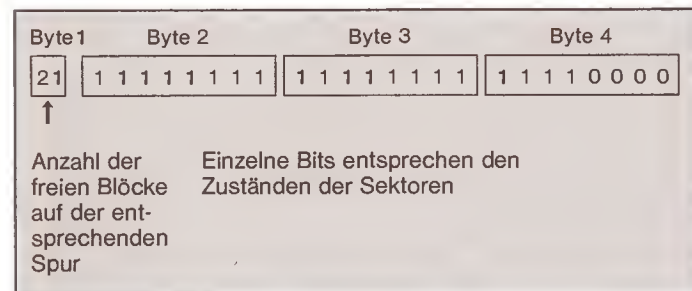 Byte1 Byte 2 Byte 3 Byte 4
21 1 1 1 1 1 1 1 1 1 1 1 1 1 1 1 1 1 1 1 1 0 0 0 0
Anzahl der
freien Blöcke
auf der ent-
sprechenden
Spur
Einzelne Bits entsprechen den
Zuständen der Sektoren